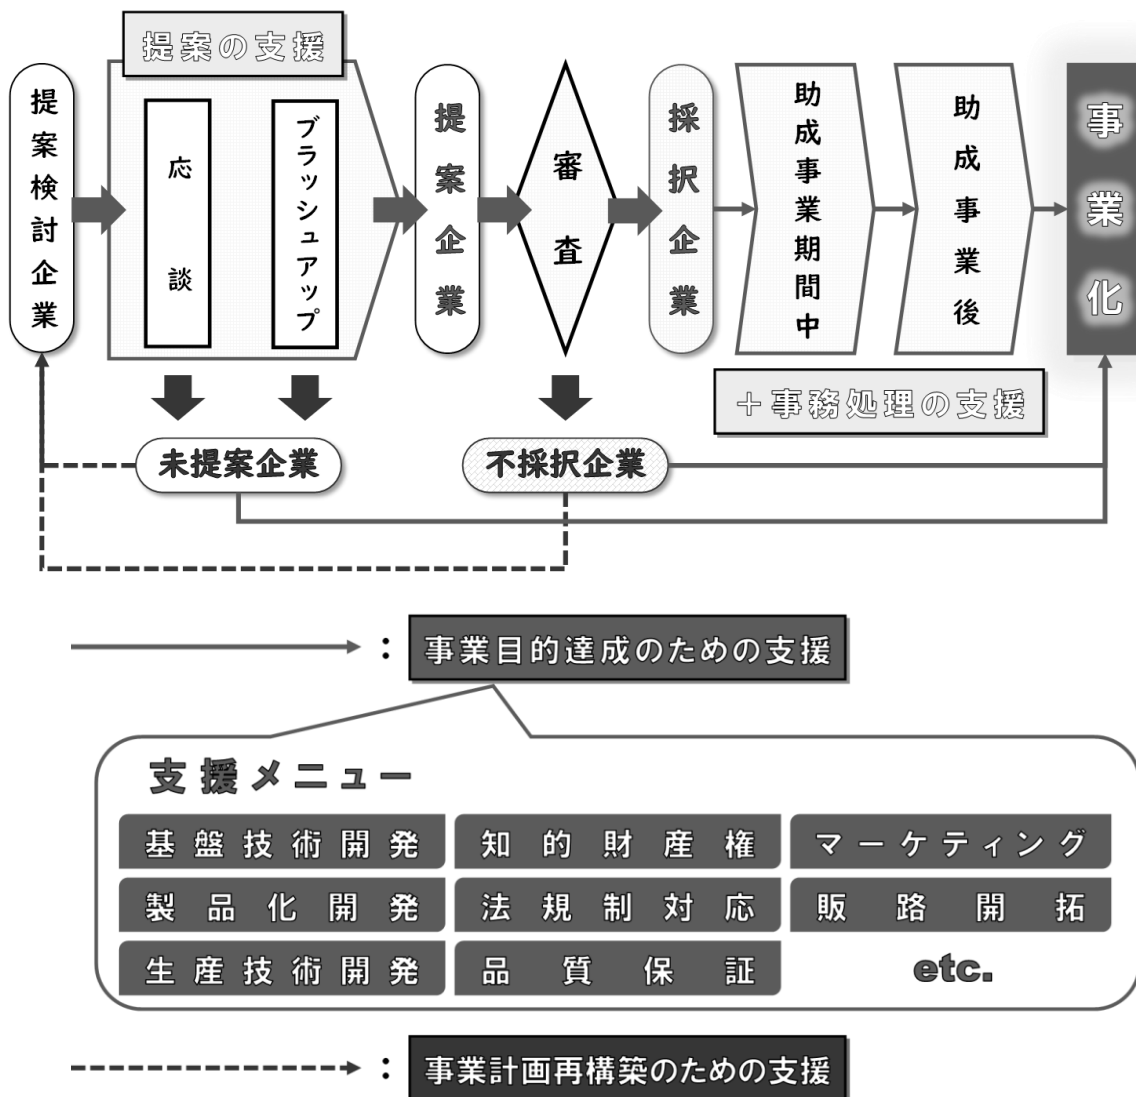 提案の支援
提案検討企業
応談
ブラッシュアップ
提案企業
審査
採択企業
助成事業期間中
助成事業後
事業化
＋事務処理の支援
未提案企業
不採択企業
：事業目的達成のための支援
支援メニュー
基盤技術開発 知的財産権 マーケティング
製品化開発 法規制対応 販路開拓
生産技術開発 品質保証 etc.
：事業計画再構築のための支援